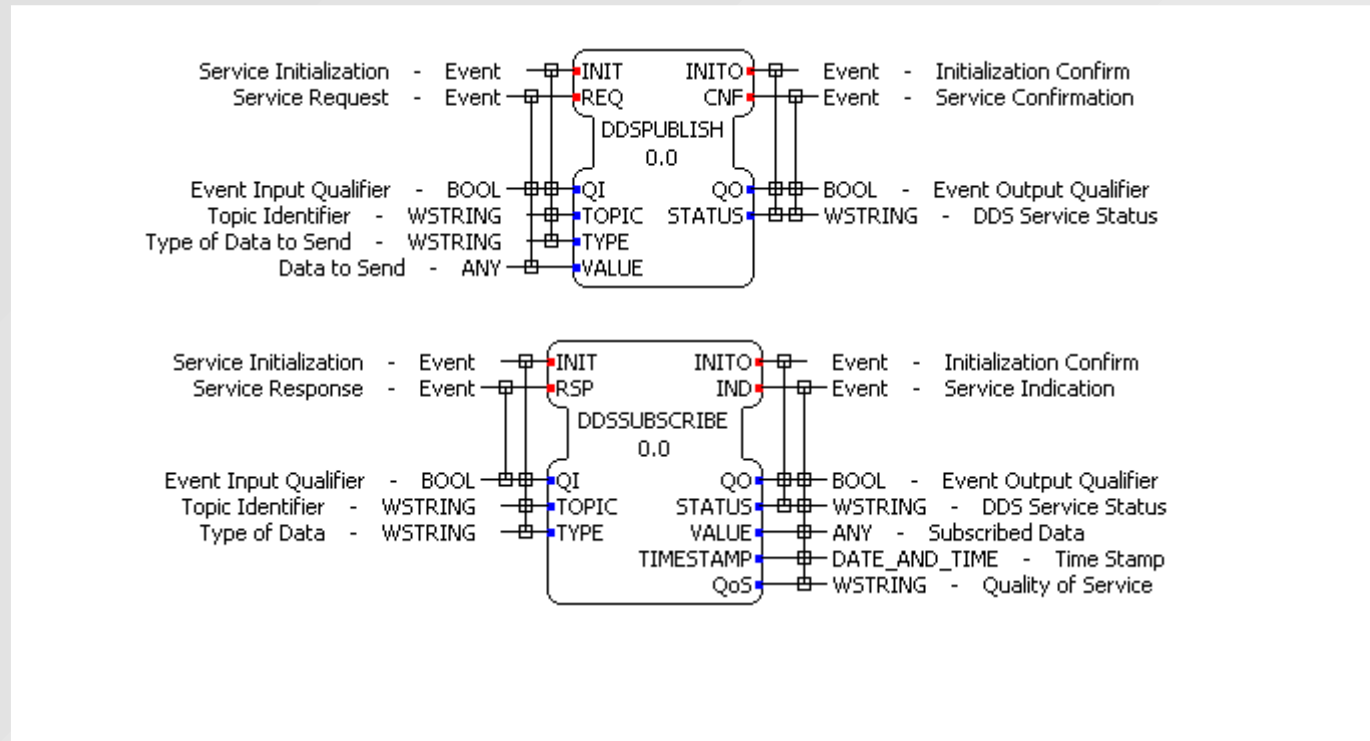 Service Initialization - Event INIT INITO Event - Initialization Confirm
Service Request - Event REQ CNF Event - Service Confirmation
DDSPUBLISH
0.0
Event Input Qualifier - BOOL QI QO BOOL - Event Output Qualifier
Topic Identifier - WSTRING TOPIC STATUS WSTRING - DDS Service Status
Type of Data to Send - WSTRING TYPE
Data to Send - ANY VALUE
Service Initialization - Event INIT INITO Event - Initialization Confirm
Service Response - Event RSP IND Event - Service Indication
DDSSUBSCRIBE
0.0
Event Input Qualifier - BOOL QI QO BOOL - Event Output Qualifier
Topic Identifier - WSTRING TOPIC STATUS WSTRING - DDS Service Status
Type of Data - WSTRING TYPE VALUE ANY - Subscribed Data
TIMESTAMP DATE_AND_TIME - Time Stamp
QoS WSTRING - Quality of Service